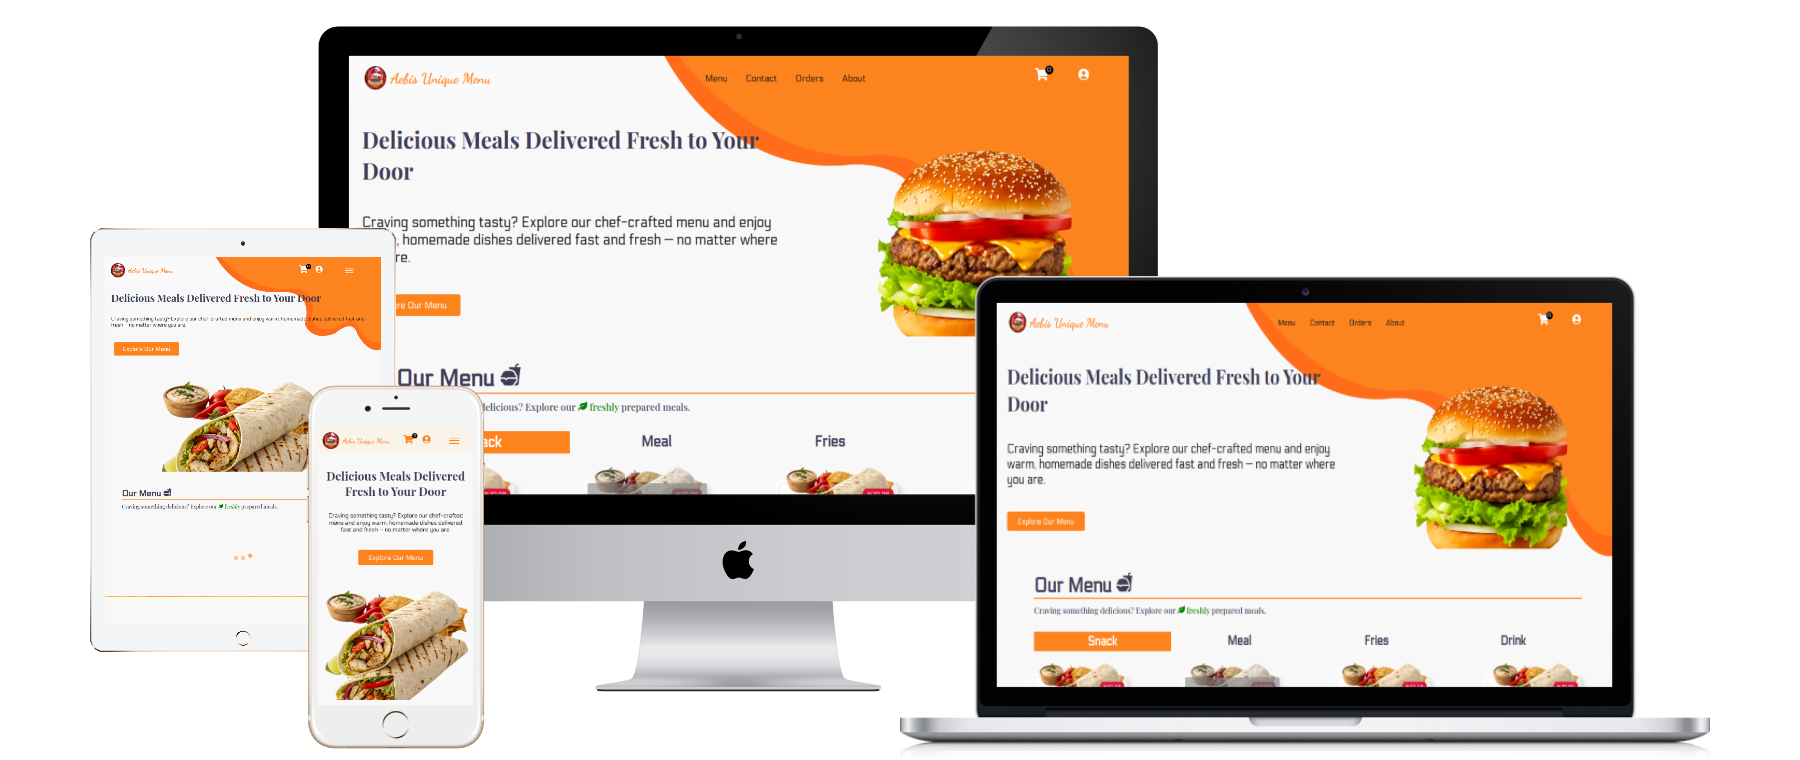 Aebis Unique Menu
Menu Contact Orders About
0
Delicious Meals Delivered Fresh to Your
Door
Craving something tasty? Explore our chef-crafted menu and enjoy
, homemade dishes delivered fast and fresh – no matter where
re.
re Our Menu
Our Menu
delicious? Explore our freshly prepared meals.
ack Meal Fries
Aebis Unique Menu
Delicious Meals Delivered Fresh to Your Door
Craving something tasty? Explore our chef-crafted menu and enjoy warm, homemade dishes delivered fast and
fresh – no matter where you are.
Explore Our Menu
Our Menu
Craving something delicious? Explore our freshly prepared meals.
Aebis Unique Menu
Delicious Meals Delivered
Fresh to Your Door
Craving something tasty? Explore our chef-crafted
menu and enjoy warm, homemade dishes delivered
fast and fresh – no matter where you are.
Explore Our Menu
Aebis Unique Menu
Menu Contact Orders About
0
Delicious Meals Delivered Fresh to Your
Door
Craving something tasty? Explore our chef-crafted menu and enjoy
warm, homemade dishes delivered fast and fresh – no matter where
you are.
Explore Our Menu
Our Menu
Craving something delicious? Explore our freshly prepared meals.
Snack Meal Fries Drink